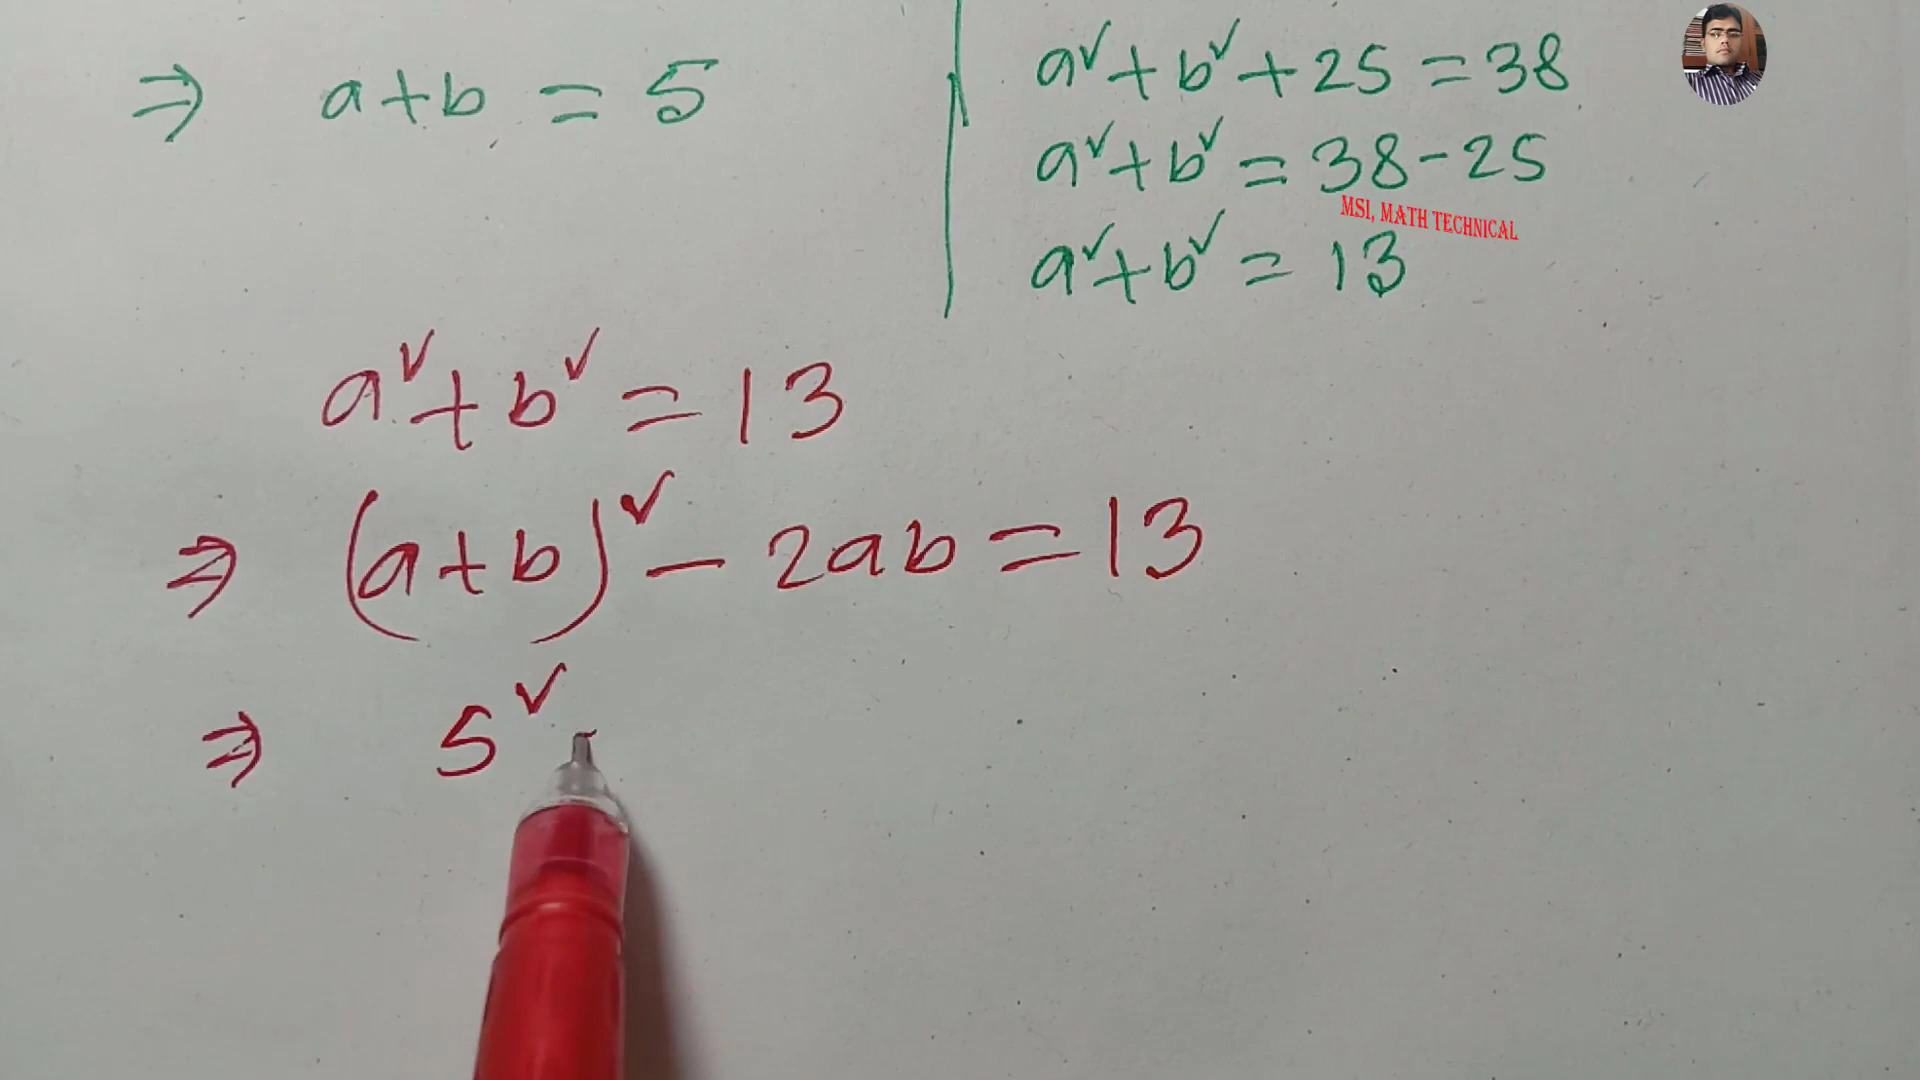 ⇒ a+b = 5
a² + b² + 25 = 38
a² + b² = 38 - 25
MSI, MATH TECHNICAL
a² + b² = 13
a² + b² = 13
⇒ (a+b)² - 2ab = 13
⇒ 5² -